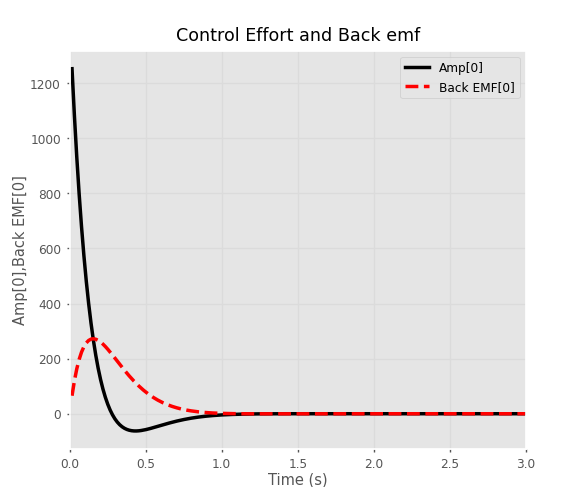 Control Effort and Back emf
Amp[0]
Back EMF[0]
Amp[0],Back EMF[0]
1200
1000
800
600
400
200
0
0.0 0.5 1.0 1.5 2.0 2.5 3.0
Time (s)